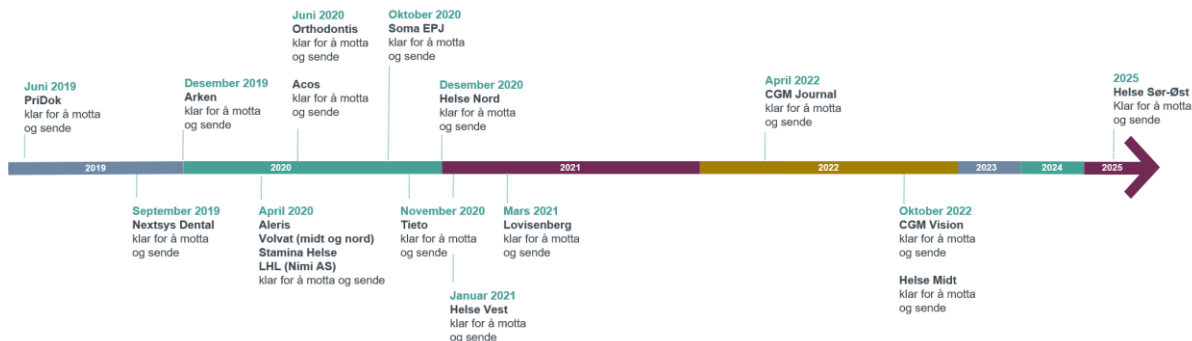 Juni 2019
PriDok
klar for å motta
og sende
Desember 2019
Arken
klar for å motta
og sende
Juni 2020
Orthodontis
klar for å motta
og sende
Acos
klar for å motta
og sende
Oktober 2020
Soma EPJ
klar for å motta
og sende
Desember 2020
Helse Nord
klar for å motta
og sende
April 2022
CGM Journal
klar for å motta
og sende
2025
Helse Sør-Øst
Klar for å motta
og sende
2019
2020
2021
2022
2023
2024
2025
September 2019
Nextsys Dental
klar for å motta
og sende
April 2020
Aleris
Volvat (midt og nord)
Stamina Helse
LHL (Nimi AS)
klar for å motta og sende
November 2020
Tieto
klar for å motta
og sende
Januar 2021
Helse Vest
klar for å motta
og sende
Mars 2021
Lovisenberg
klar for å motta
og sende
Oktober 2022
CGM Vision
klar for å motta
og sende
Helse Midt
klar for å motta
og sende